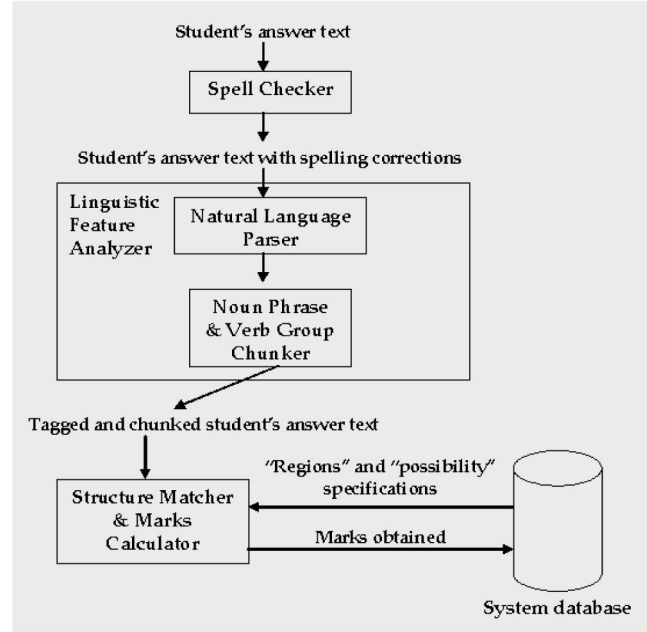 Student's answer text
Spell Checker
Student's answer text with spelling corrections
Linguistic
Feature
Analyzer
Natural Language
Parser
Noun Phrase
& Verb Group
Chunker
Tagged and chunked student's answer text
"Regions" and "possibility"
specifications
Structure Matcher
& Marks
Calculator
Marks obtained
System database